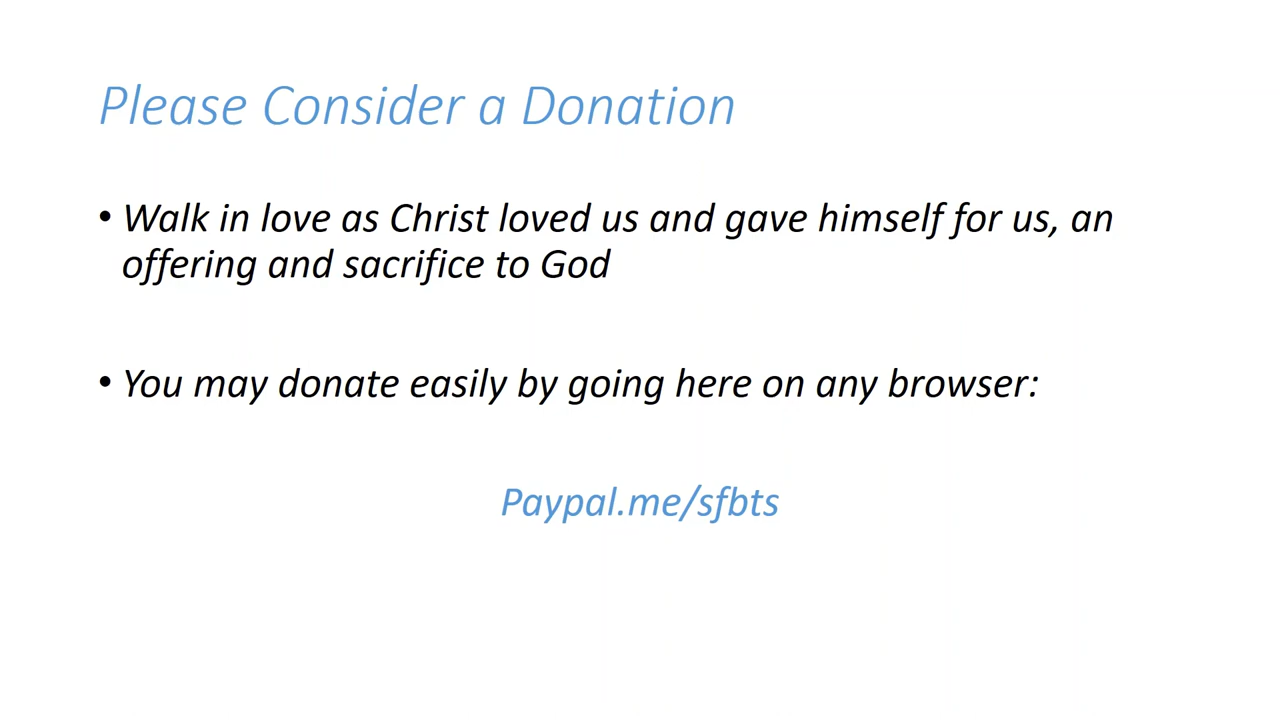 Please Consider a Donation
• Walk in love as Christ loved us and gave himself for us, an
offering and sacrifice to God
• You may donate easily by going here on any browser:
Paypal.me/sfbts